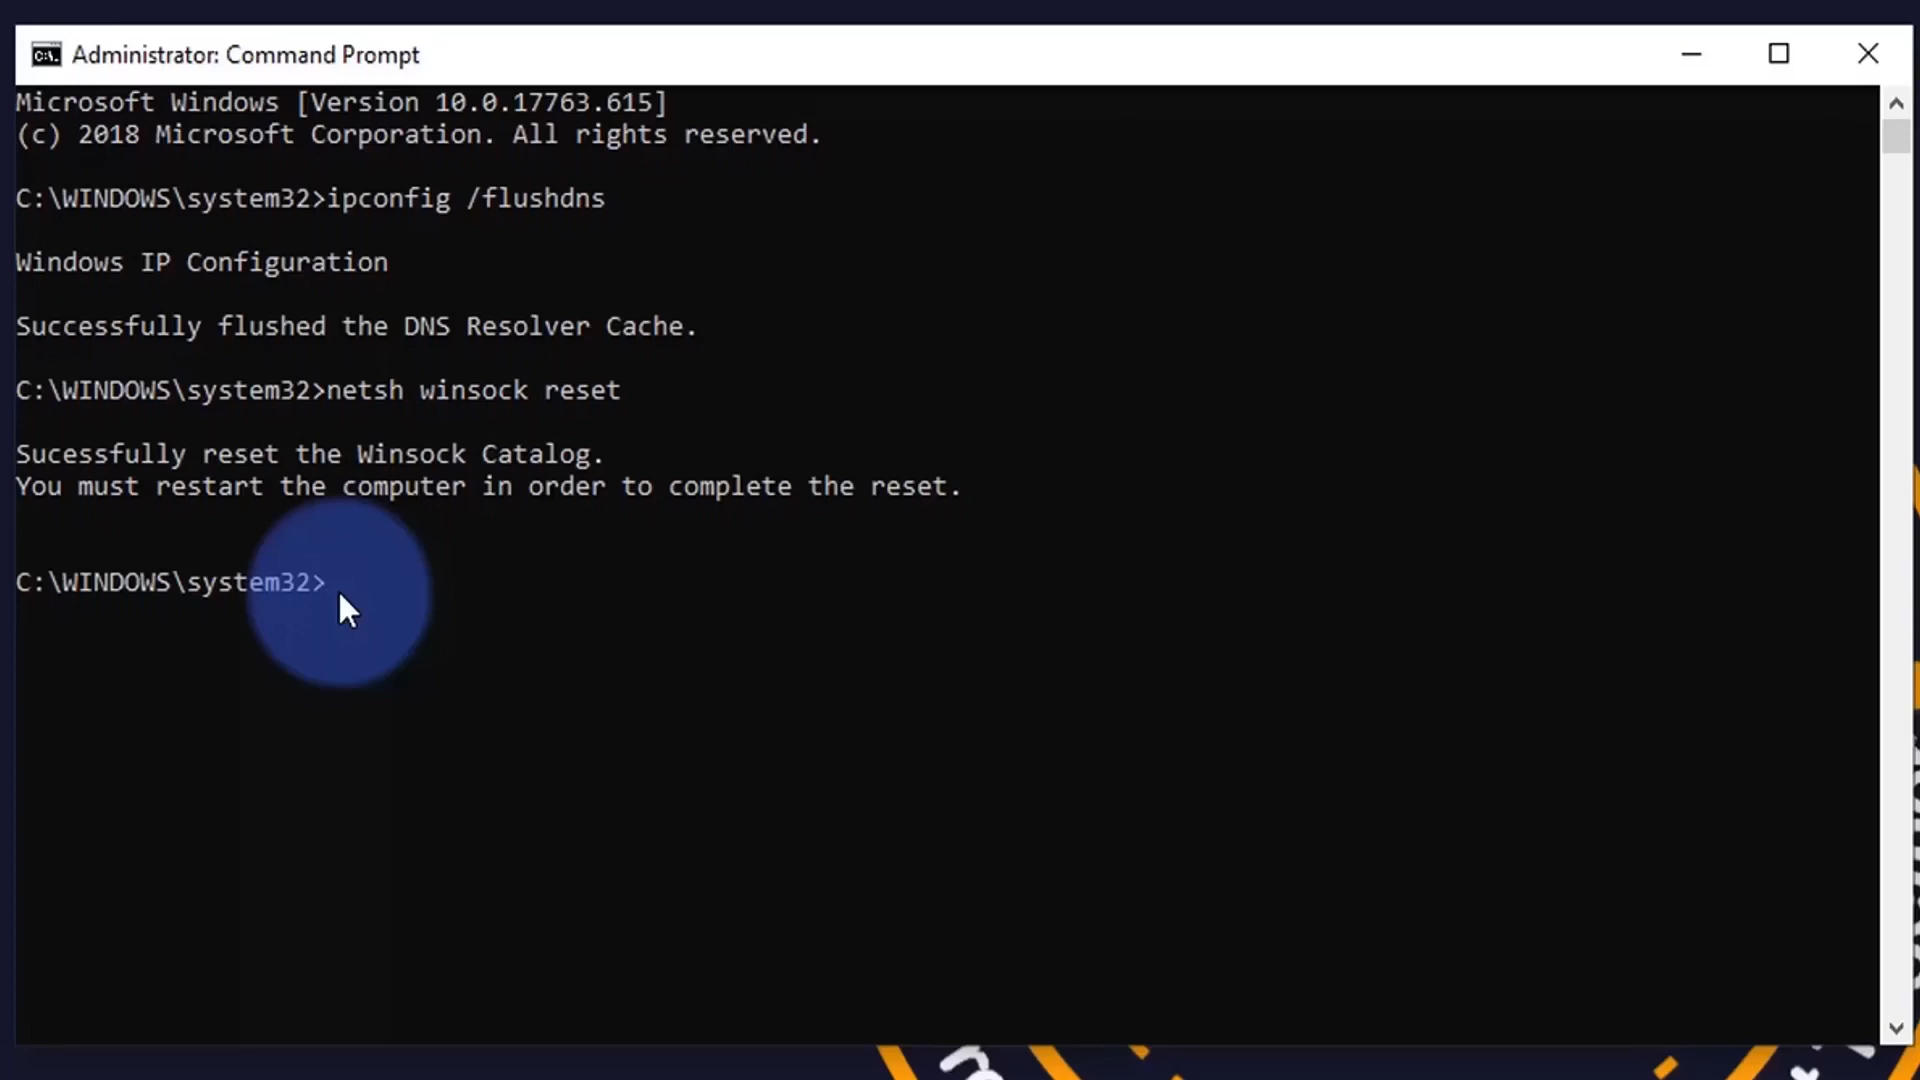 Administrator: Command Prompt
Microsoft Windows [Version 10.0.17763.615]
(c) 2018 Microsoft Corporation. All rights reserved.
C:\WINDOWS\system32>ipconfig /flushdns
Windows IP Configuration
Successfully flushed the DNS Resolver Cache.
C:\WINDOWS\system32>netsh winsock reset
Sucessfully reset the Winsock Catalog.
You must restart the computer in order to complete the reset.
C:\WINDOWS\system32>